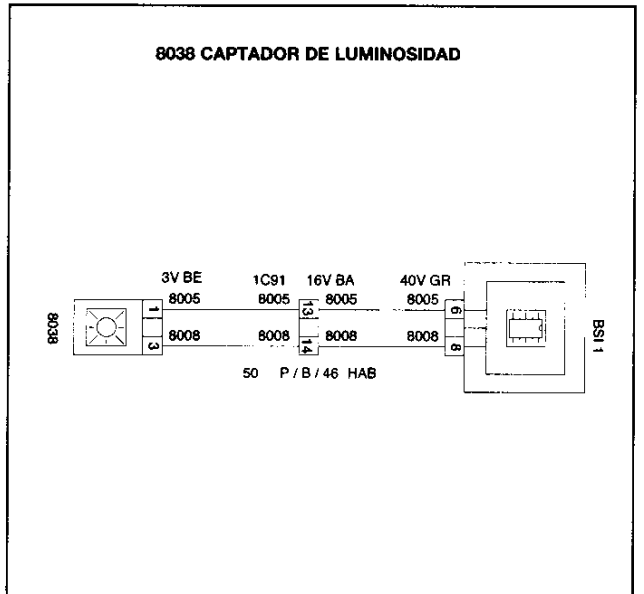 8038 CAPTADOR DE LUMINOSIDAD
3V BE 1C91 16V BA 40V GR
8005 8005 8005 8005
1 13 6
8038
BSI 1
8008 8008 8008 8008
3 14 8
50 P / B / 46 HAB